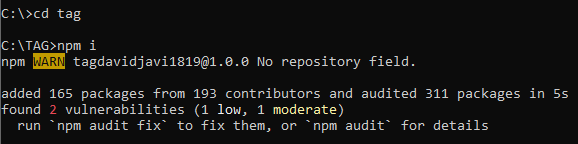 C:\>cd tag
C:\TAG>npm i
npm WARN tagdavidjavi1819@1.0.0 No repository field.
added 165 packages from 193 contributors and audited 311 packages in 5s
found 2 vulnerabilities (1 low, 1 moderate)
run `npm audit fix` to fix them, or `npm audit` for details